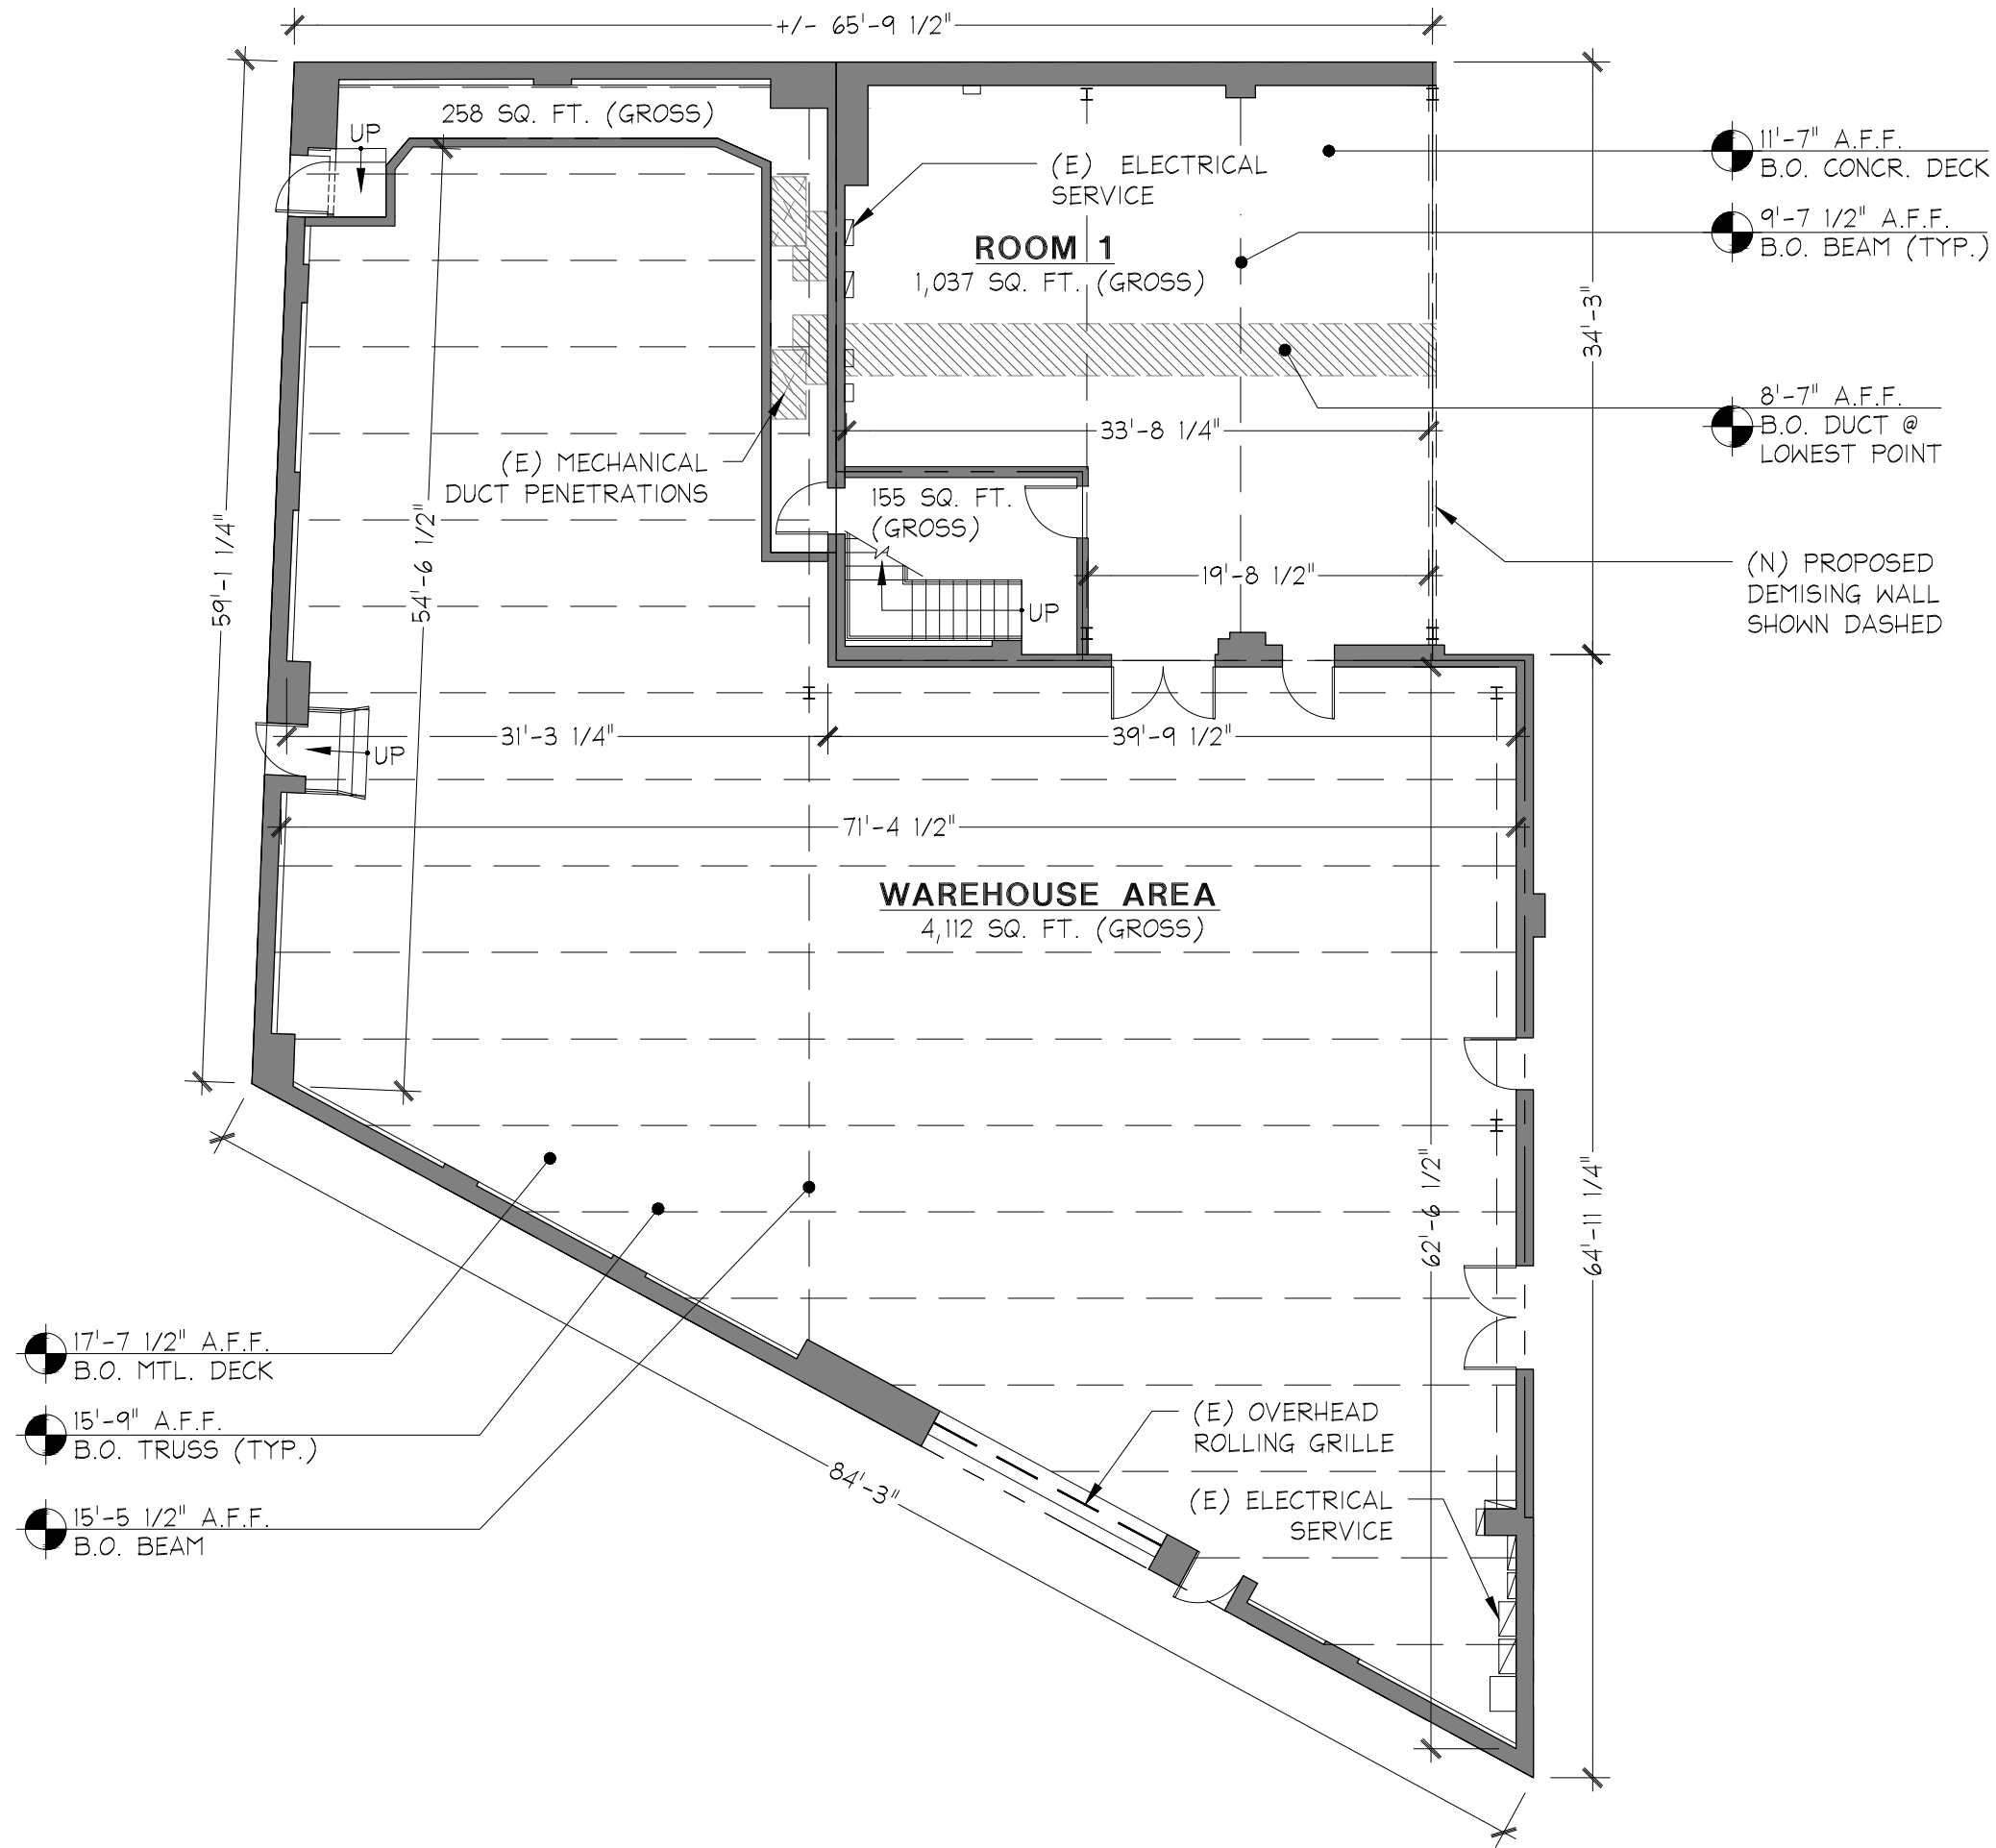 +/- 65'-9 1/2"
258 SQ. FT. (GROSS)
UP
(E) ELECTRICAL
SERVICE
11'-7" A.F.F.
B.O. CONCR. DECK
9'-7 1/2" A.F.F.
B.O. BEAM (TYP.)
ROOM 1
1,037 SQ. FT. (GROSS)
34'-3"
8'-7" A.F.F.
B.O. DUCT @
LOWEST POINT
33'-8 1/4"
(E) MECHANICAL
DUCT PENETRATIONS
155 SQ. FT.
(GROSS)
59'-1 1/4"
54'-6 1/2"
19'-8 1/2"
UP
(N) PROPOSED
DEMISING WALL
SHOWN DASHED
31'-3 1/4"
39'-9 1/2"
UP
71'-4 1/2"
WAREHOUSE AREA
4,112 SQ. FT. (GROSS)
62'-6 1/2"
64'-11 1/4"
17'-7 1/2" A.F.F.
B.O. MTL. DECK
15'-9" A.F.F.
B.O. TRUSS (TYP.)
15'-5 1/2" A.F.F.
B.O. BEAM
(E) OVERHEAD
ROLLING GRILLE
84'-3"
(E) ELECTRICAL
SERVICE